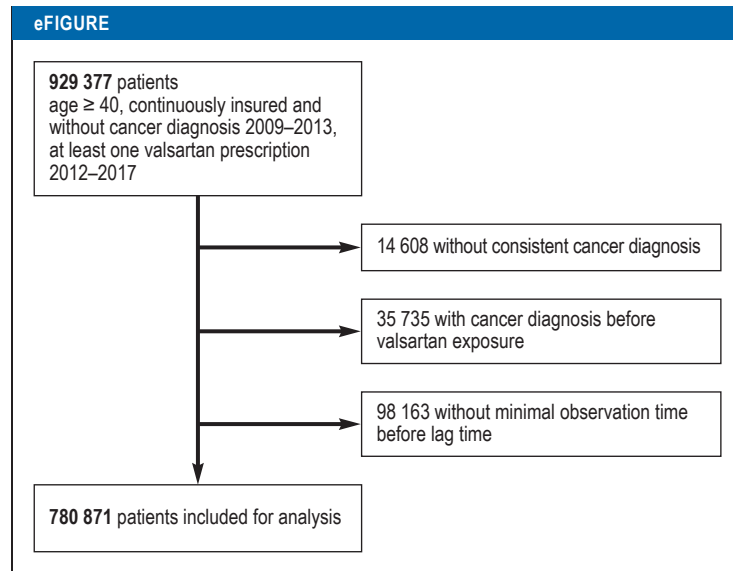 eFIGURE
929 377 patients
age ≥ 40, continuously insured and
without cancer diagnosis 2009–2013,
at least one valsartan prescription
2012–2017
14 608 without consistent cancer diagnosis
35 735 with cancer diagnosis before
valsartan exposure
98 163 without minimal observation time
before lag time
780 871 patients included for analysis